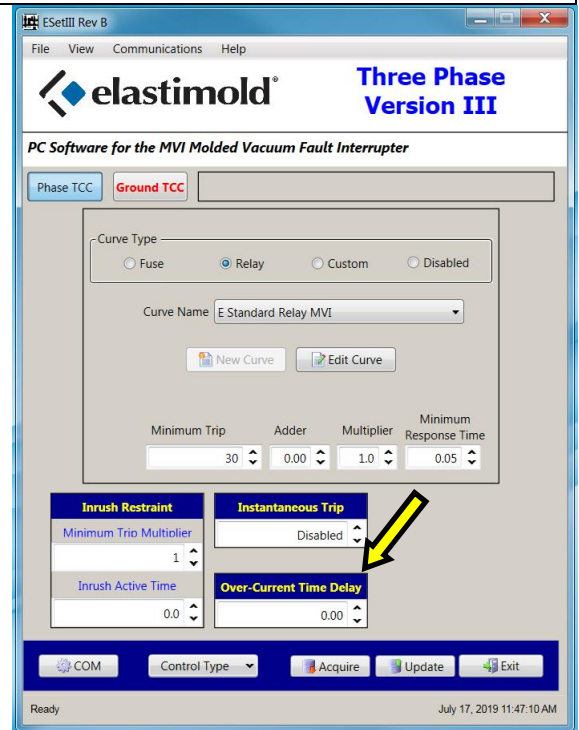 ESetIII Rev B
File View Communications Help
elastimold®
Three Phase
Version III
PC Software for the MVI Molded Vacuum Fault Interrupter
Phase TCC Ground TCC
Curve Type
Fuse Relay Custom Disabled
Curve Name E Standard Relay MVI
New Curve Edit Curve
Minimum Trip Adder Multiplier Minimum Response Time
30 0.00 1.0 0.05
Inrush Restraint
Minimum Trip Multiplier
1
Inrush Active Time
0.0
Instantaneous Trip
Disabled
Over-Current Time Delay
0.00
COM Control Type Acquire Update Exit
Ready July 17, 2019 11:47:10 AM